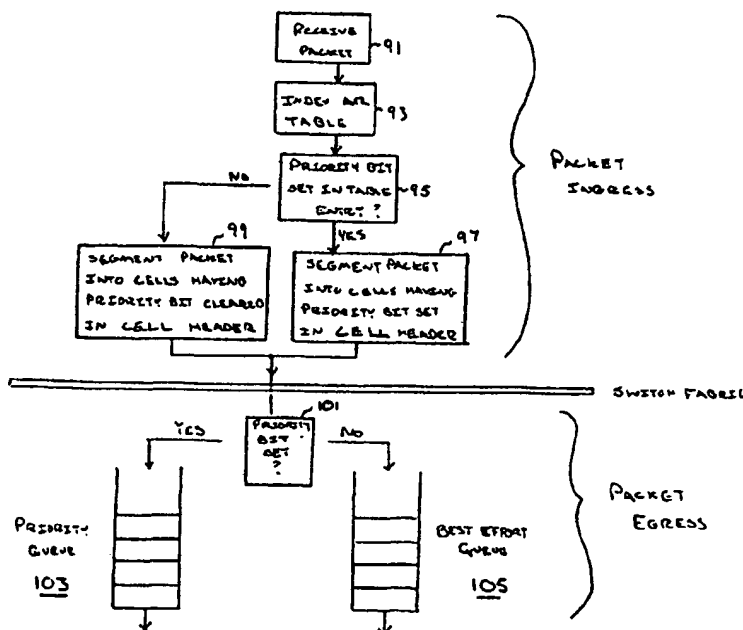 RECEIVE
PACKET
91
INDEX AIR
TABLE
93
PRIORITY BIT
SET IN TABLE
ENTRY?
95
NO
YES
PACKET
INGRESS
99
SEGMENT PACKET
INTO CELLS HAVING
PRIORITY BIT CLEARED
IN CELL HEADER
97
SEGMENT PACKET
INTO CELLS HAVING
PRIORITY BIT SET
IN CELL HEADER
SWITCH FABRIC
101
PRIORITY
BIT
SET
?
YES
NO
PRIORITY
QUEUE
103
BEST EFFORT
QUEUE
105
PACKET
EGRESS